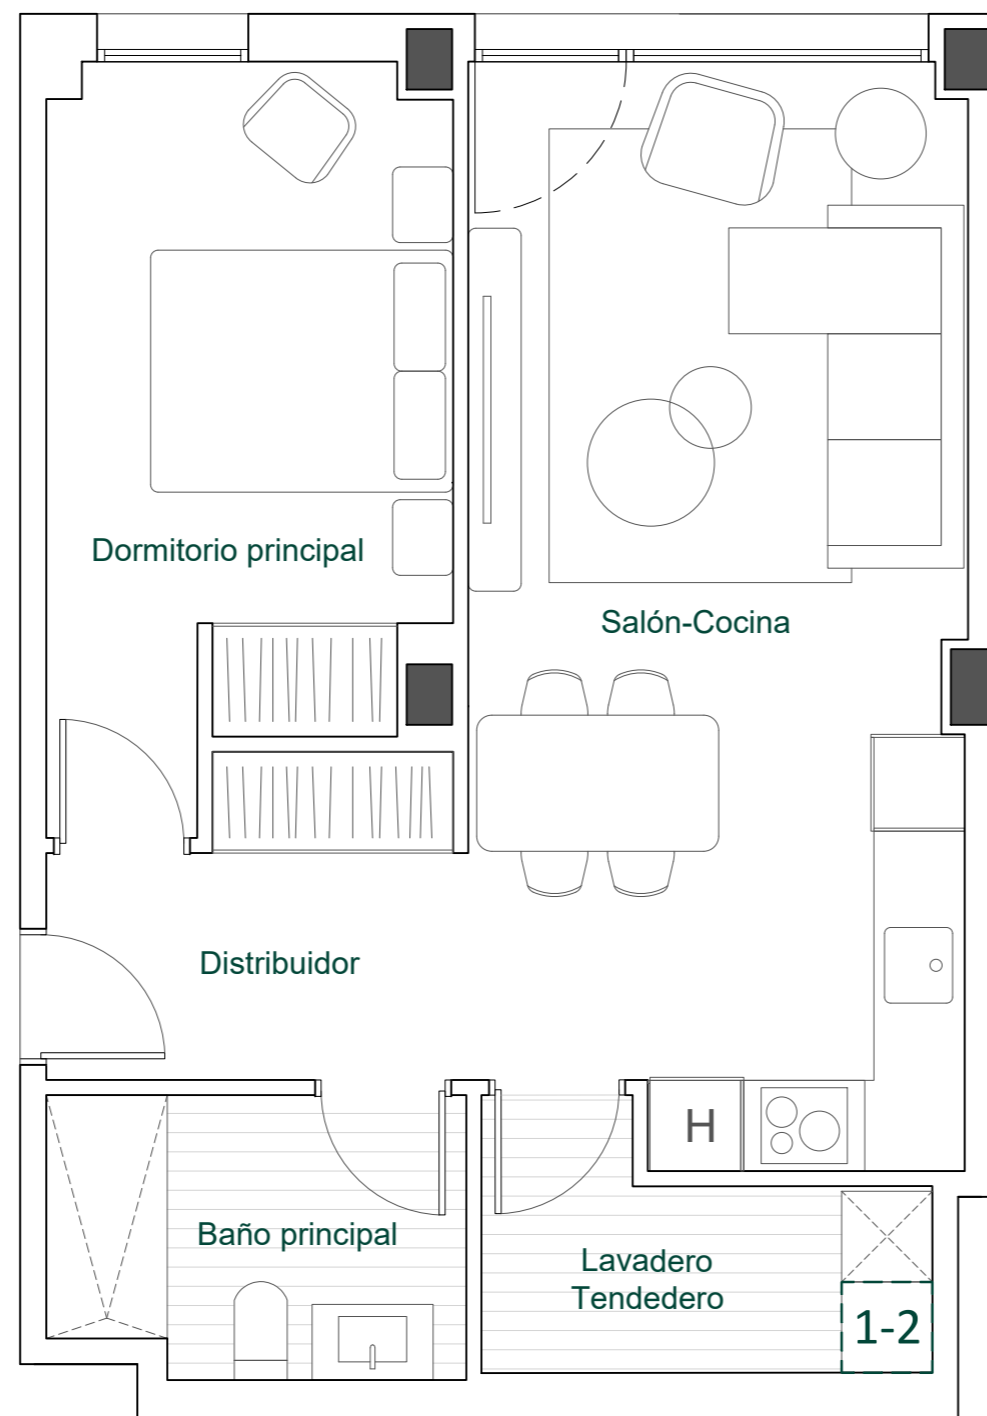 Dormitorio principal
Salón-Cocina
Distribuidor
H
Baño principal
Lavadero
Tendedero
1-2